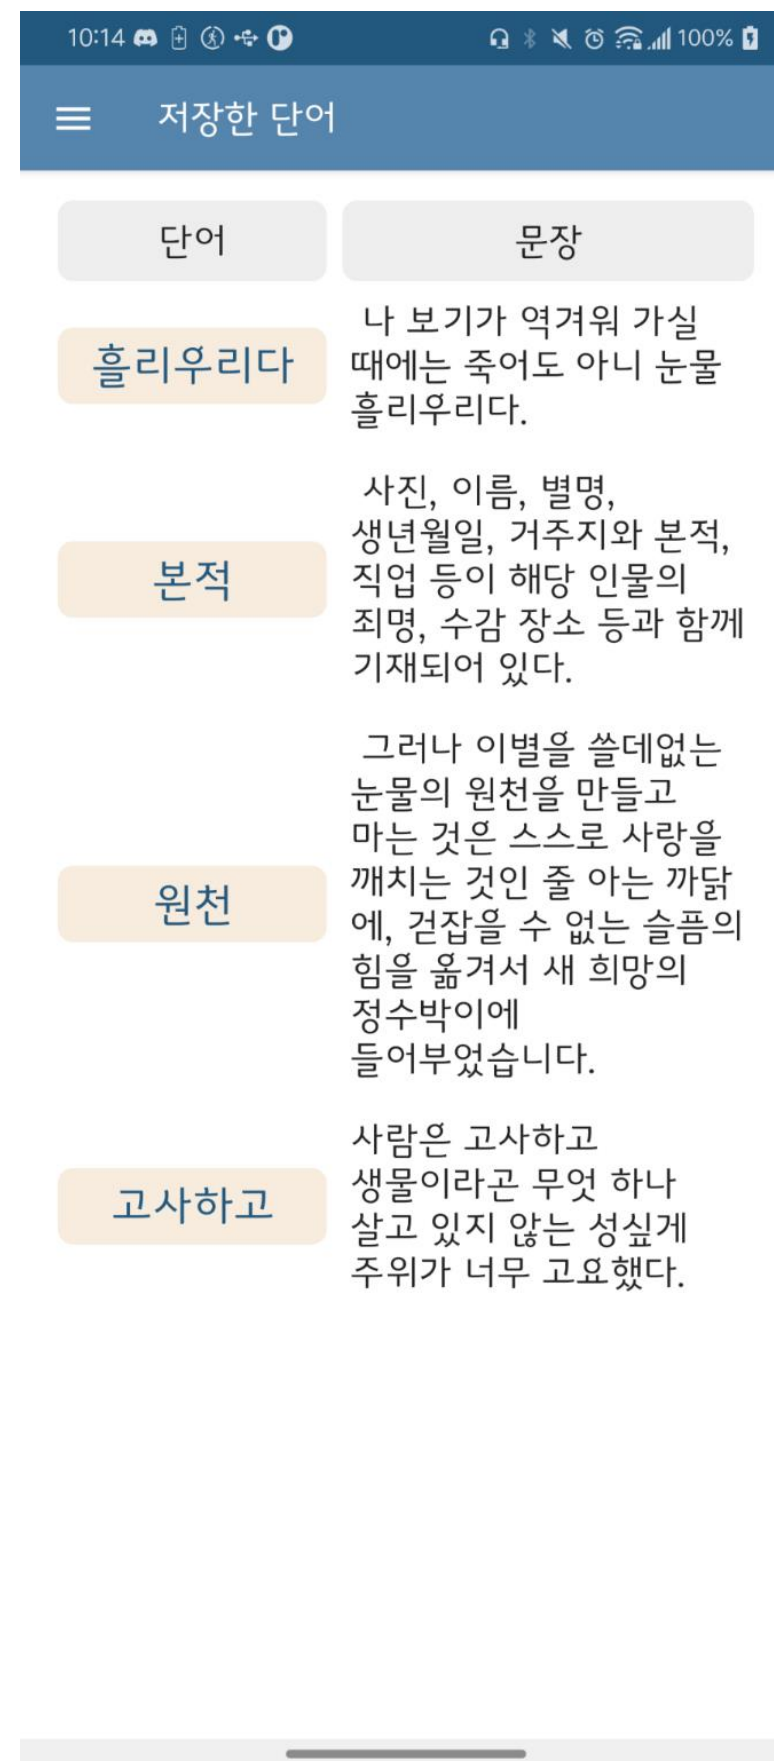 10:14
100%
저장한 단어
단어
문장
흘리우리다
나 보기가 역겨워 가실
때에는 죽어도 아니 눈물
흘리우리다.
본적
사진, 이름, 별명,
생년월일, 거주지와 본적,
직업 등이 해당 인물의
죄명, 수감 장소 등과 함께
기재되어 있다.
원천
그러나 이별을 쓸데없는
눈물의 원천을 만들고
마는 것은 스스로 사랑을
깨치는 것인 줄 아는 까닭
에, 걷잡을 수 없는 슬픔의
힘을 옮겨서 새 희망의
정수박이에
들어부었습니다.
고사하고
사람은 고사하고
생물이라곤 무엇 하나
살고 있지 않는 성싶게
주위가 너무 고요했다.